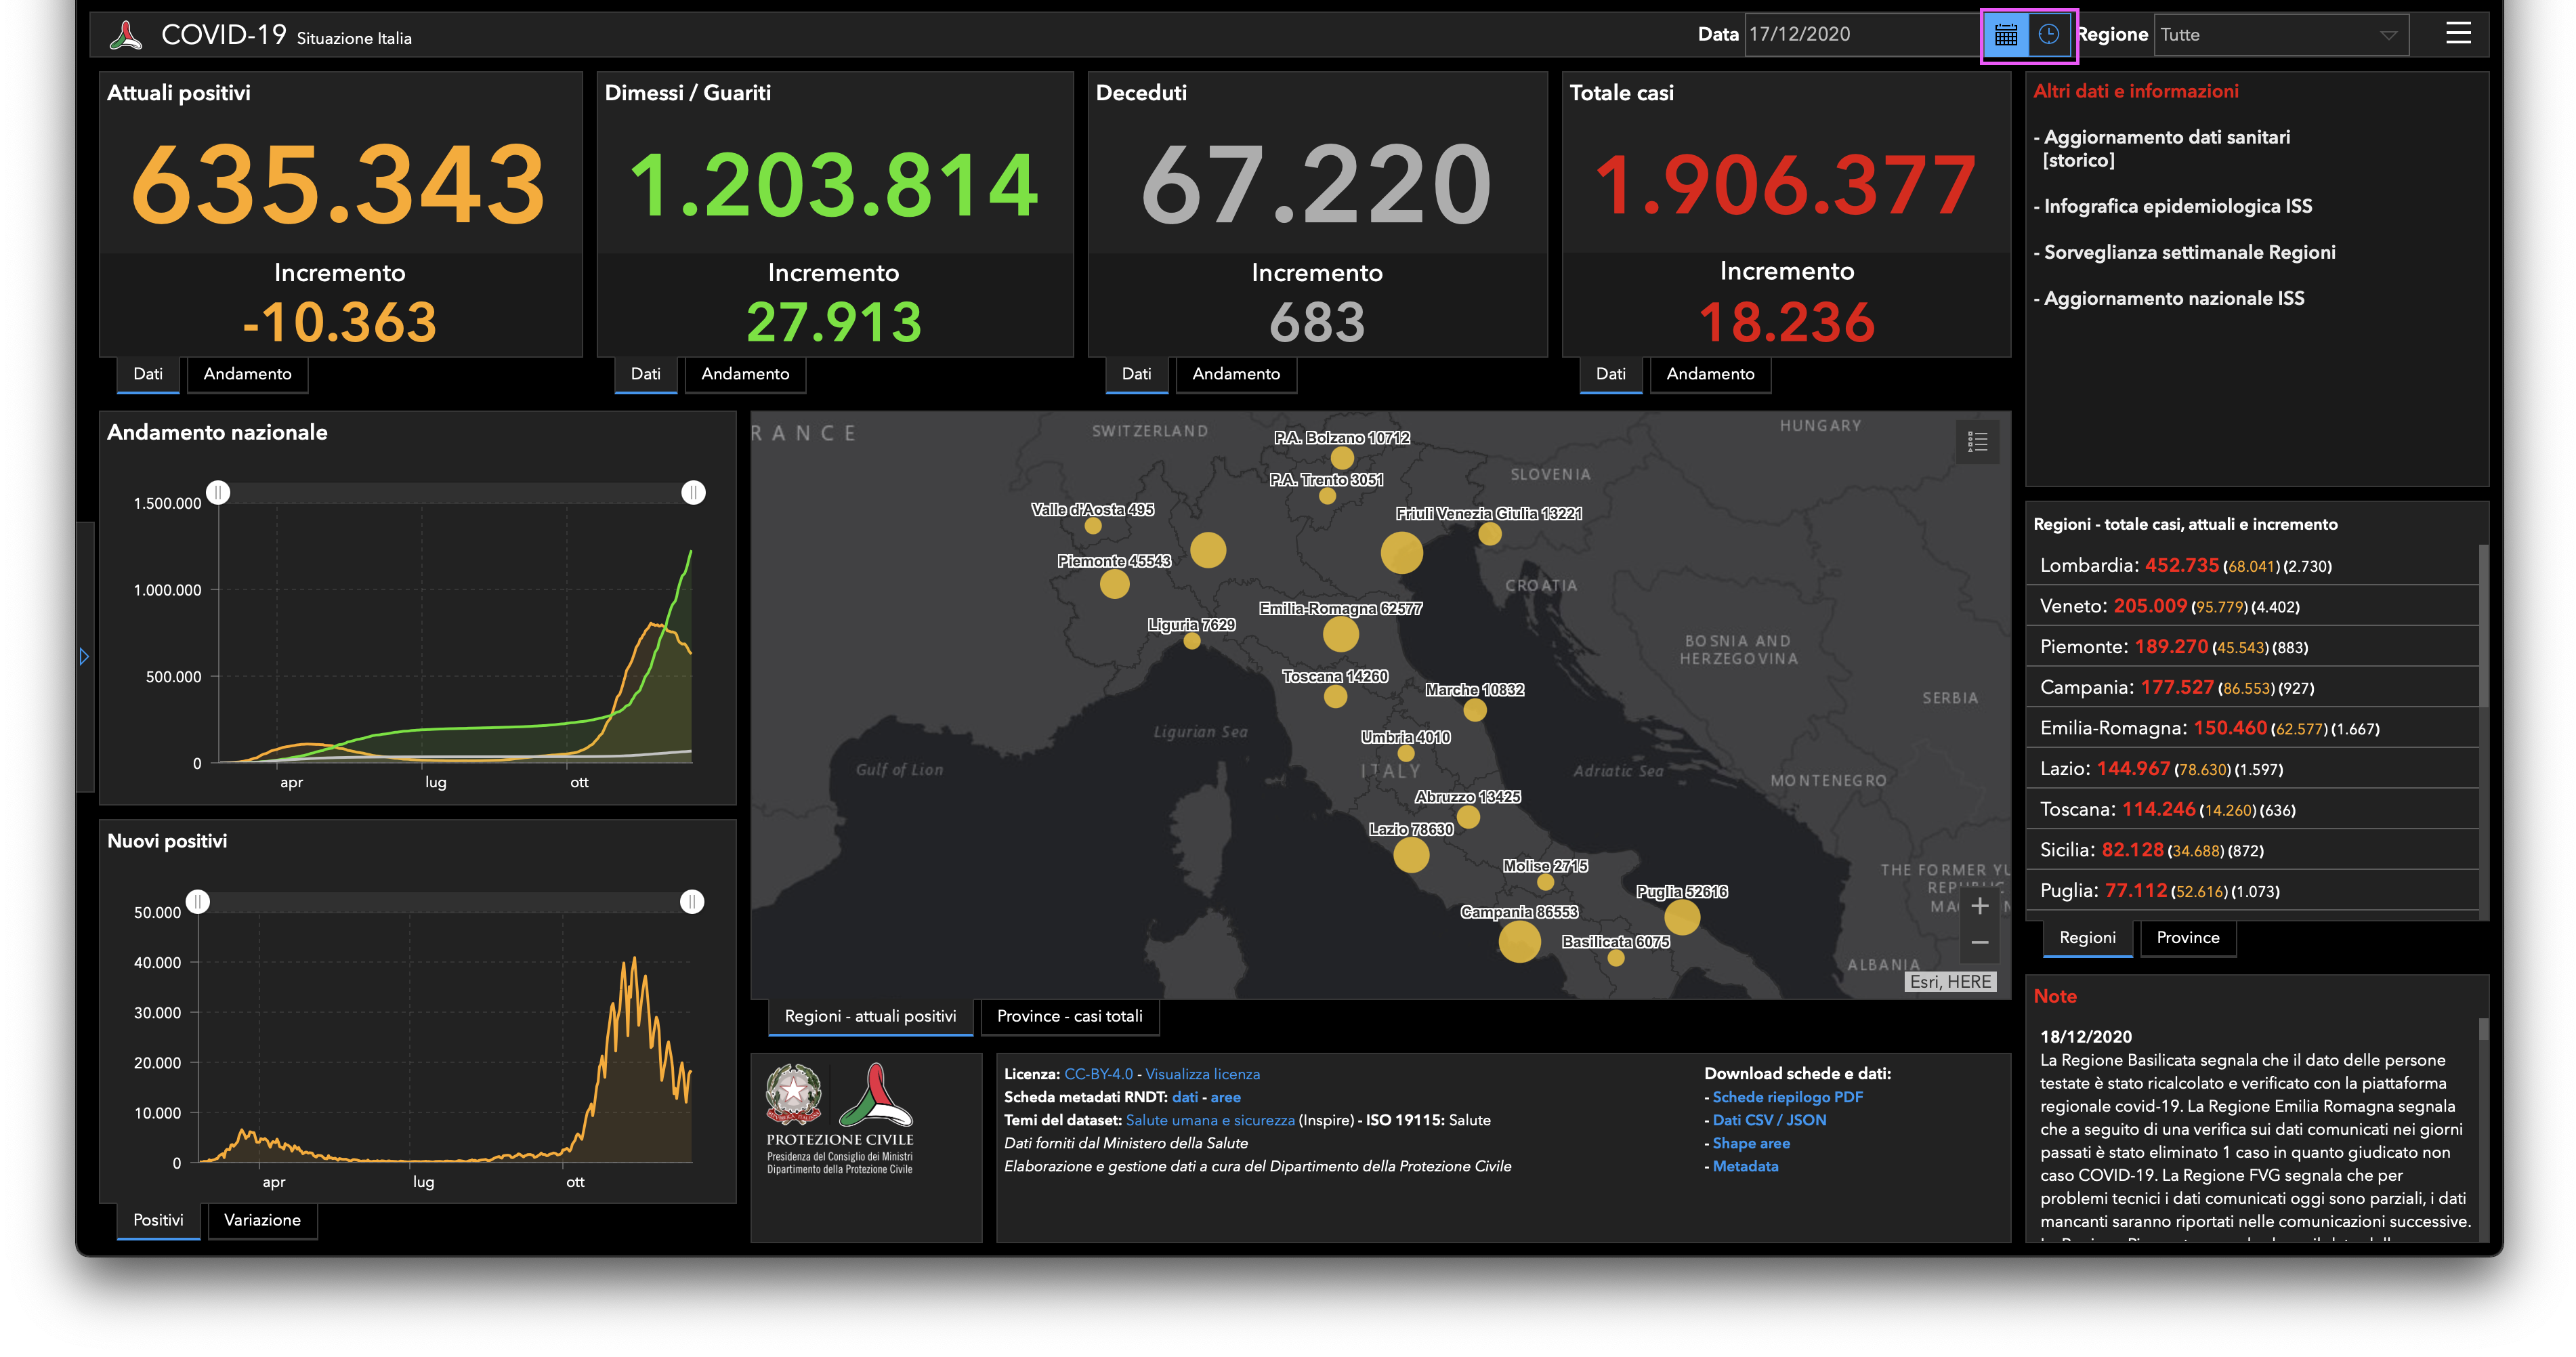 COVID-19 Situazione Italia
Data 17/12/2020
Regione Tutte
Attuali positivi
635.343
Incremento
-10.363
Dati Andamento
Dimessi / Guariti
1.203.814
Incremento
27.913
Dati Andamento
Deceduti
67.220
Incremento
683
Dati Andamento
Totale casi
1.906.377
Incremento
18.236
Dati Andamento
Altri dati e informazioni
- Aggiornamento dati sanitari
[storico]
- Infografica epidemiologica ISS
- Sorveglianza settimanale Regioni
- Aggiornamento nazionale ISS
Andamento nazionale
1.500.000
1.000.000
500.000
0
apr lug ott
Nuovi positivi
50.000
40.000
30.000
20.000
10.000
0
apr lug ott
Positivi Variazione
RANCE
SWITZERLAND
HUNGARY
P.A. Bolzano 10712
SLOVENIA
P.A. Trento 3051
Valle d'Aosta 495
Friuli Venezia Giulia 13221
Piemonte 45543
CROATIA
Emilia-Romagna 62577
Liguria 7629
BOSNIA AND
HERZEGOVINA
Toscana 14260
Marche 10832
SERBIA
Ligurian Sea
Umbria 4010
Gulf of Lion
ITALY
Adriatic Sea
MONTENEGRO
Abruzzo 13425
Lazio 78630
Molise 2715
THE FORMER YU
Puglia 52616
Campania 86553
Basilicata 6075
ALBANIA
+
−
Esri, HERE
Regioni - attuali positivi Province - casi totali
PROTEZIONE CIVILE
Presidenza del Consiglio dei Ministri
Dipartimento della Protezione Civile
Licenza: CC-BY-4.0 - Visualizza licenza
Scheda metadati RNDT: dati - aree
Temi del dataset: Salute umana e sicurezza (Inspire) - ISO 19115: Salute
Dati forniti dal Ministero della Salute
Elaborazione e gestione dati a cura del Dipartimento della Protezione Civile
Download schede e dati:
- Schede riepilogo PDF
- Dati CSV / JSON
- Shape aree
- Metadata
Regioni - totale casi, attuali e incremento
Lombardia: 452.735 (68.041) (2.730)
Veneto: 205.009 (95.779) (4.402)
Piemonte: 189.270 (45.543) (883)
Campania: 177.527 (86.553) (927)
Emilia-Romagna: 150.460 (62.577) (1.667)
Lazio: 144.967 (78.630) (1.597)
Toscana: 114.246 (14.260) (636)
Sicilia: 82.128 (34.688) (872)
Puglia: 77.112 (52.616) (1.073)
Regioni Province
Note
18/12/2020
La Regione Basilicata segnala che il dato delle persone
testate è stato ricalcolato e verificato con la piattaforma
regionale covid-19. La Regione Emilia Romagna segnala
che a seguito di una verifica sui dati comunicati nei giorni
passati è stato eliminato 1 caso in quanto giudicato non
caso COVID-19. La Regione FVG segnala che per
problemi tecnici i dati comunicati oggi sono parziali, i dati
mancanti saranno riportati nelle comunicazioni successive.